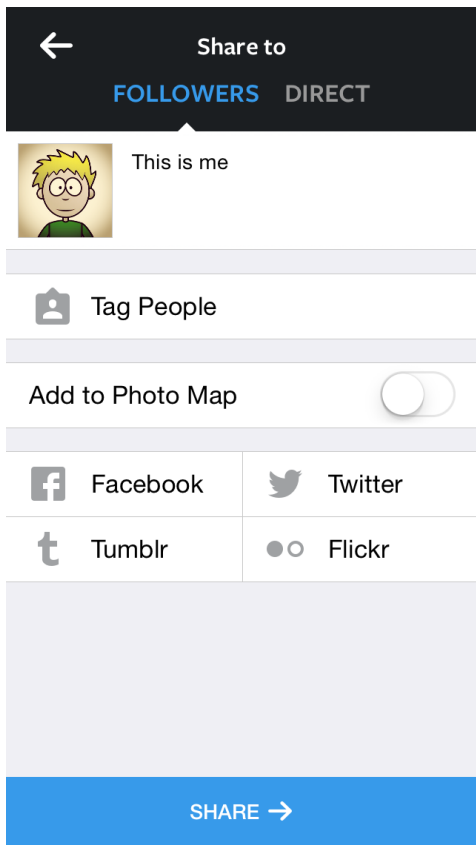 Share to
FOLLOWERS DIRECT
This is me
Tag People
Add to Photo Map
Facebook Twitter
Tumblr Flickr
SHARE